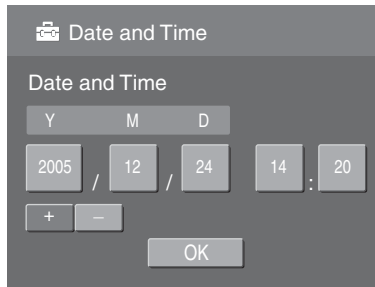 Date and Time
Date and Time
Y M D
2005 / 12 / 24 14 : 20
+ −
OK